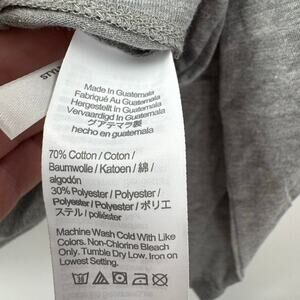 STYL
Made In Guatemala
Fabriqué Au Guatemala
Hergestellt In Guatemala
Vervaardigd In Guatemala
グアテマラ製
hecho en guatemala
70% Cotton / Coton /
Baumwolle / Katoen / 綿 /
algodón
30% Polyester / Polyester /
Polyester / Polyester / ポリエ
ステル / poliéster
Machine Wash Cold With Like
Colors. Non-Chlorine Bleach
Only. Tumble Dry Low. Iron on
Lowest Setting.